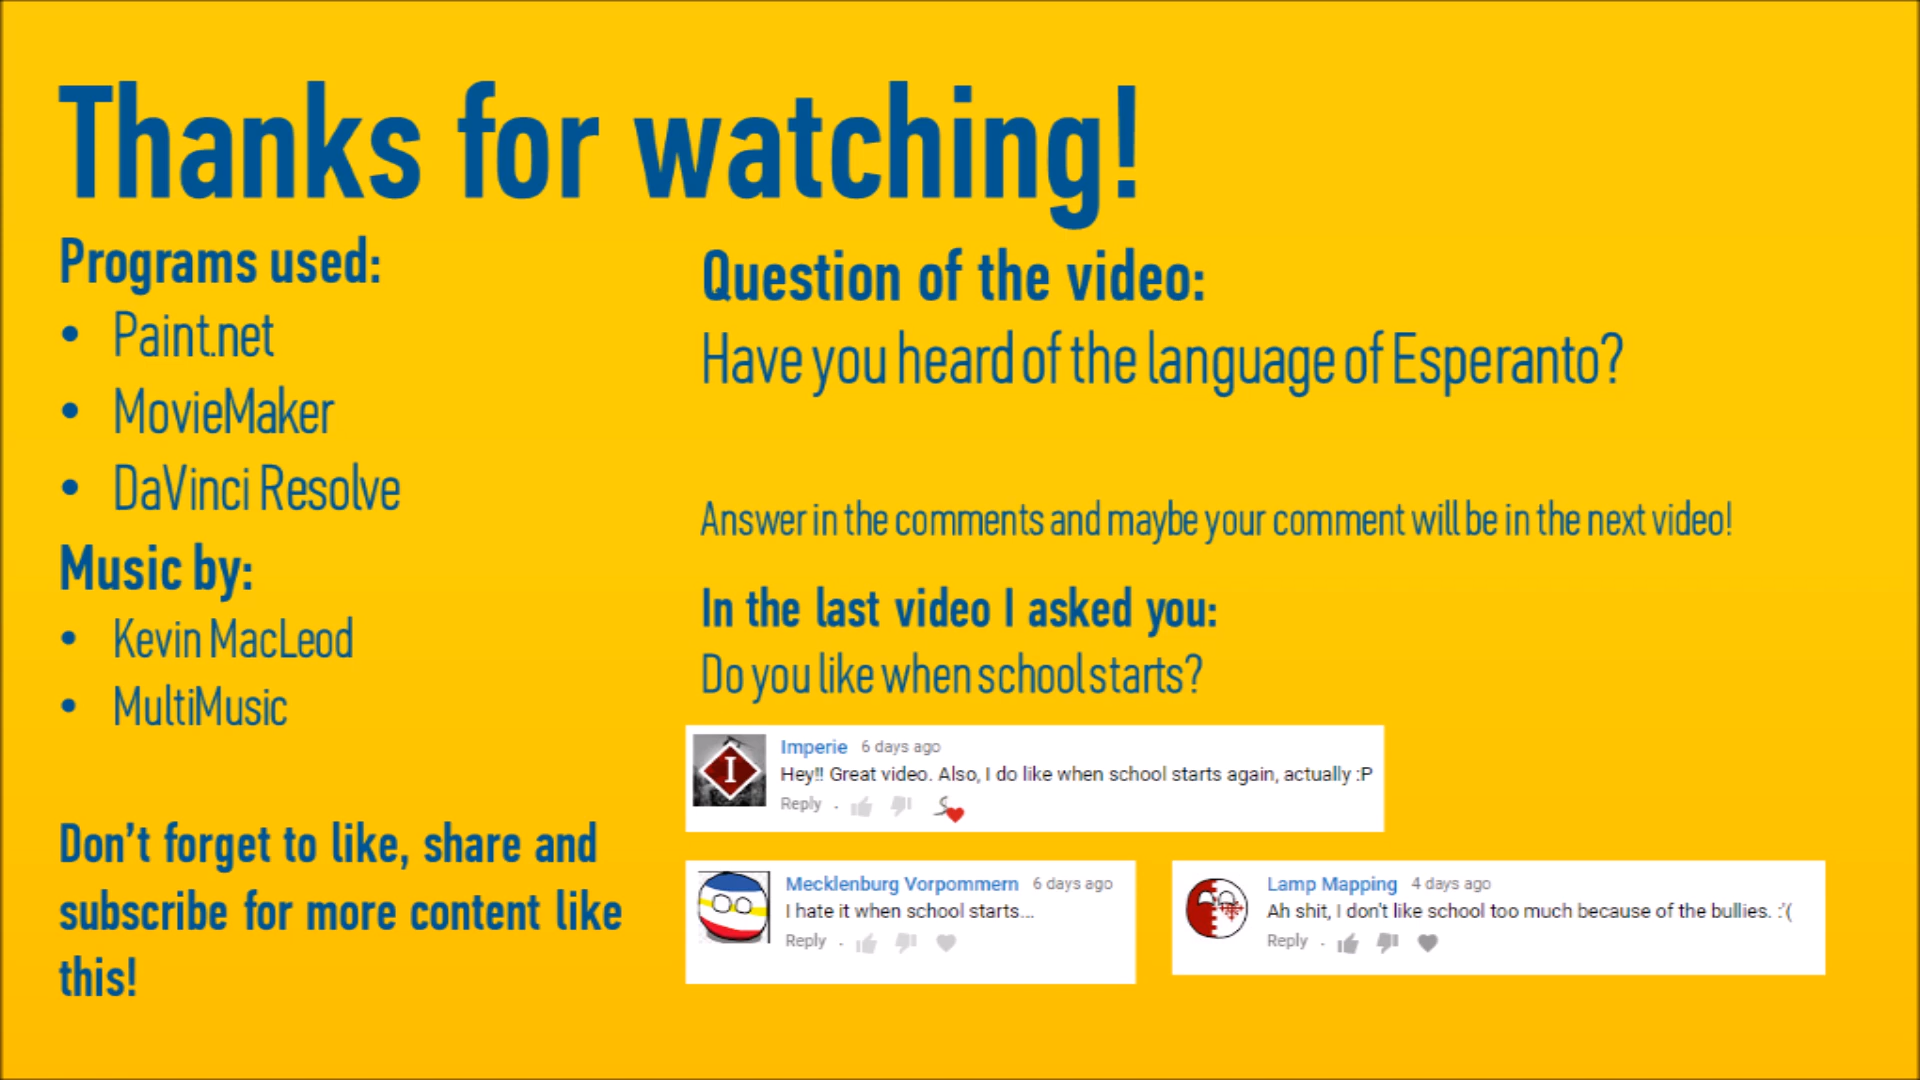 Thanks for watching!
Programs used:
• Paint.net
• MovieMaker
• DaVinci Resolve
Music by:
• Kevin MacLeod
• MultiMusic
Don't forget to like, share and
subscribe for more content like
this!
Question of the video:
Have you heard of the language of Esperanto?
Answer in the comments and maybe your comment will be in the next video!
In the last video I asked you:
Do you like when school starts?
I
Imperie 6 days ago
Hey!! Great video. Also, I do like when school starts again, actually :P
Reply ·
Mecklenburg Vorpommern 6 days ago
I hate it when school starts...
Reply ·
Lamp Mapping 4 days ago
Ah shit, I don't like school too much because of the bullies. :'(
Reply ·